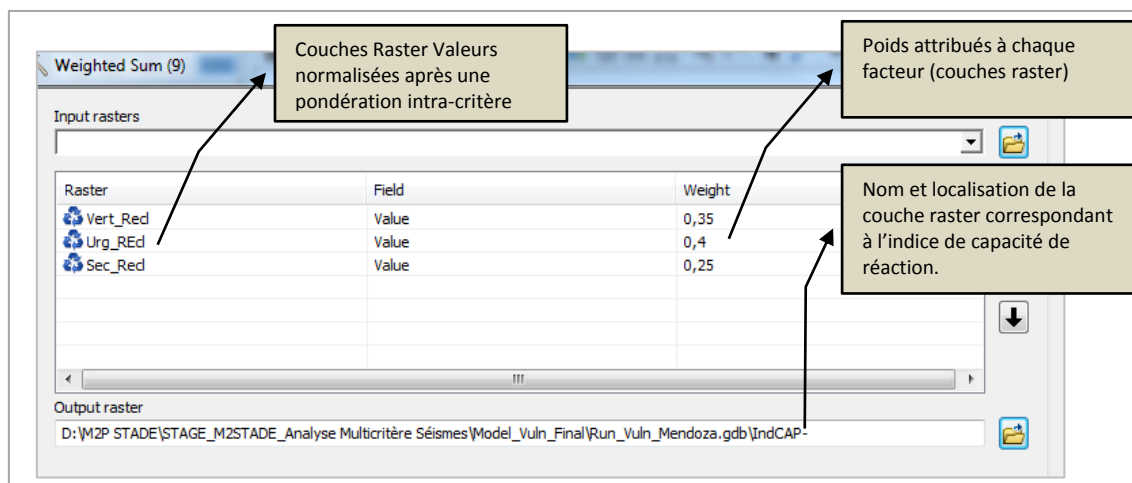 Weighted Sum (9)
Couches Raster Valeurs
normalisées après une
pondération intra-critère
Poids attribués à chaque
facteur (couches raster)
Input rasters
Raster Field Weight
Vert_Recl Value 0,35
Urg_REcl Value 0,4
Sec_Recl Value 0,25
Nom et localisation de la
couche raster correspondant
à l’indice de capacité de
réaction.
Output raster
D:\M2P STADE\STAGE_M2STADE_Analyse Multicritère Séismes\Model_Vuln_Final\Run_Vuln_Mendoza.gdb\IndCAP-